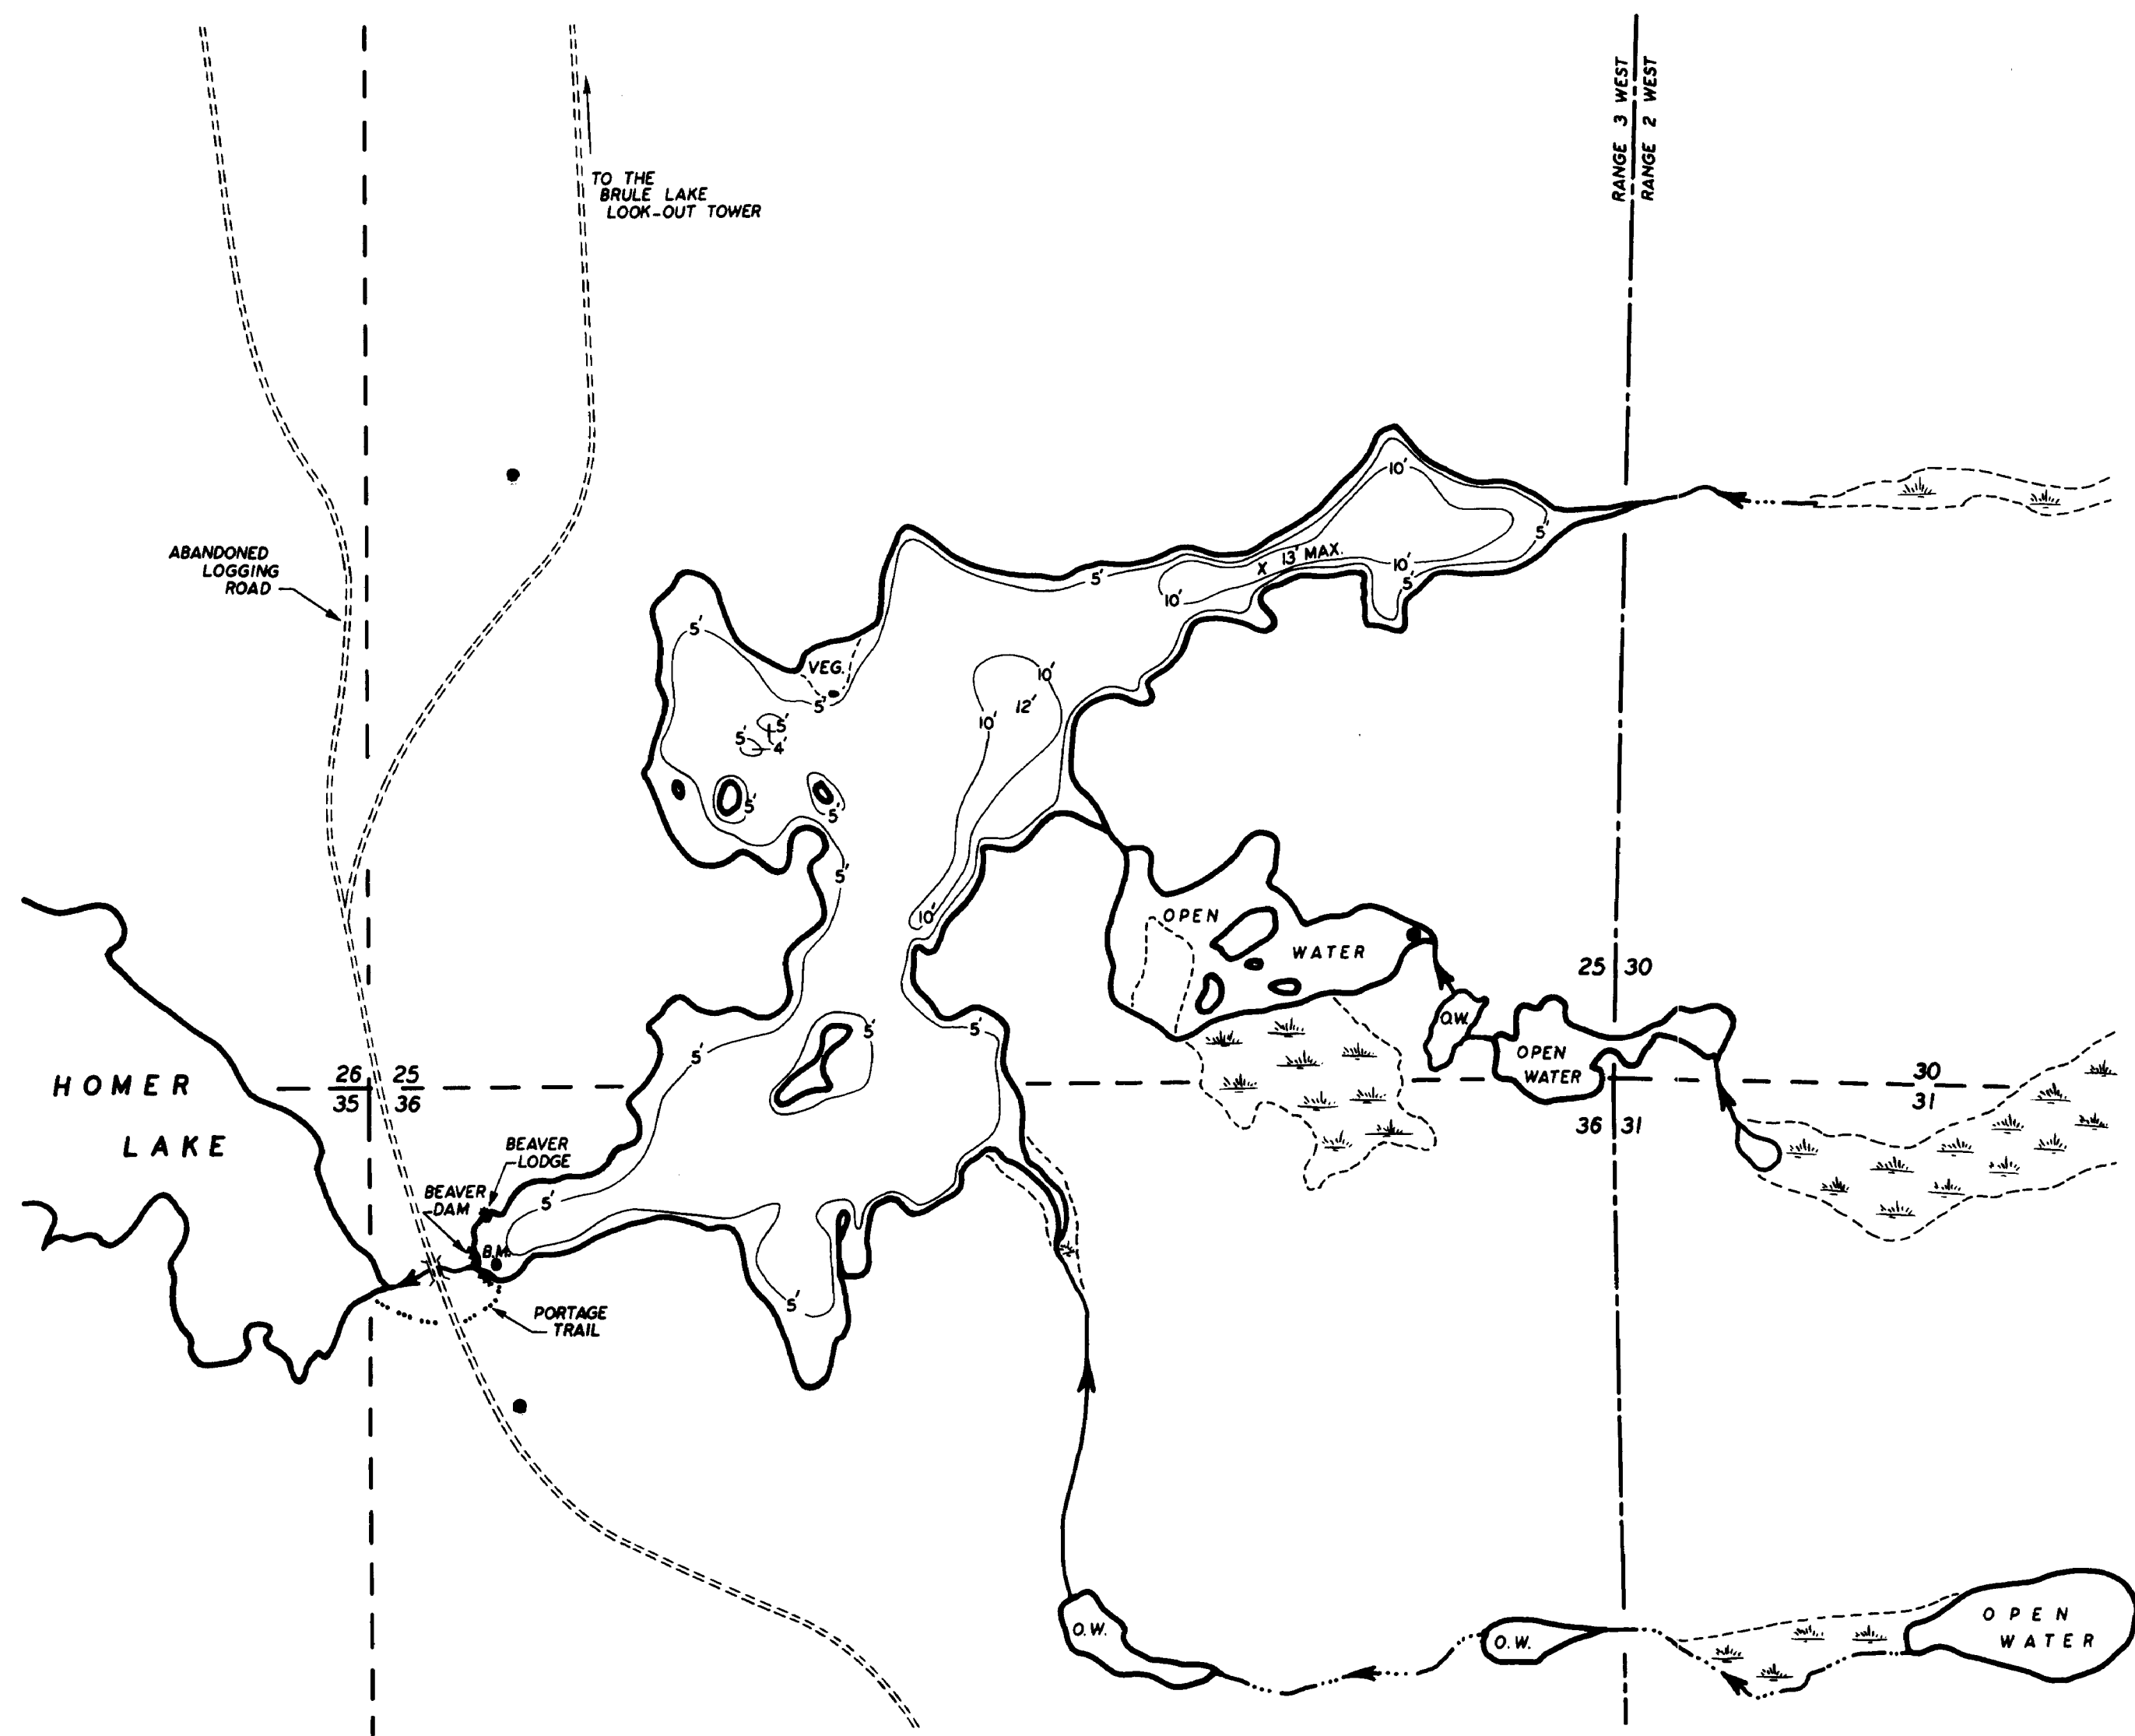 RANGE 3 WEST
RANGE 2 WEST
TO THE
BRULE LAKE
LOOK-OUT TOWER
10'
ABANDONED
LOGGING
ROAD
5'
13' MAX.
X
10'
5'
5'
10'
5'
10'
VEG.
10'
5'
12'
10'
5'
5'
4'
5'
5'
5'
10'
OPEN
WATER
25
30
O.W.
5'
5'
5'
OPEN
WATER
HOMER
LAKE
26
25
35
36
30
31
36
31
BEAVER
LODGE
BEAVER
DAM
5'
B.M.
PORTAGE
TRAIL
5'
O.W.
O.W.
OPEN
WATER